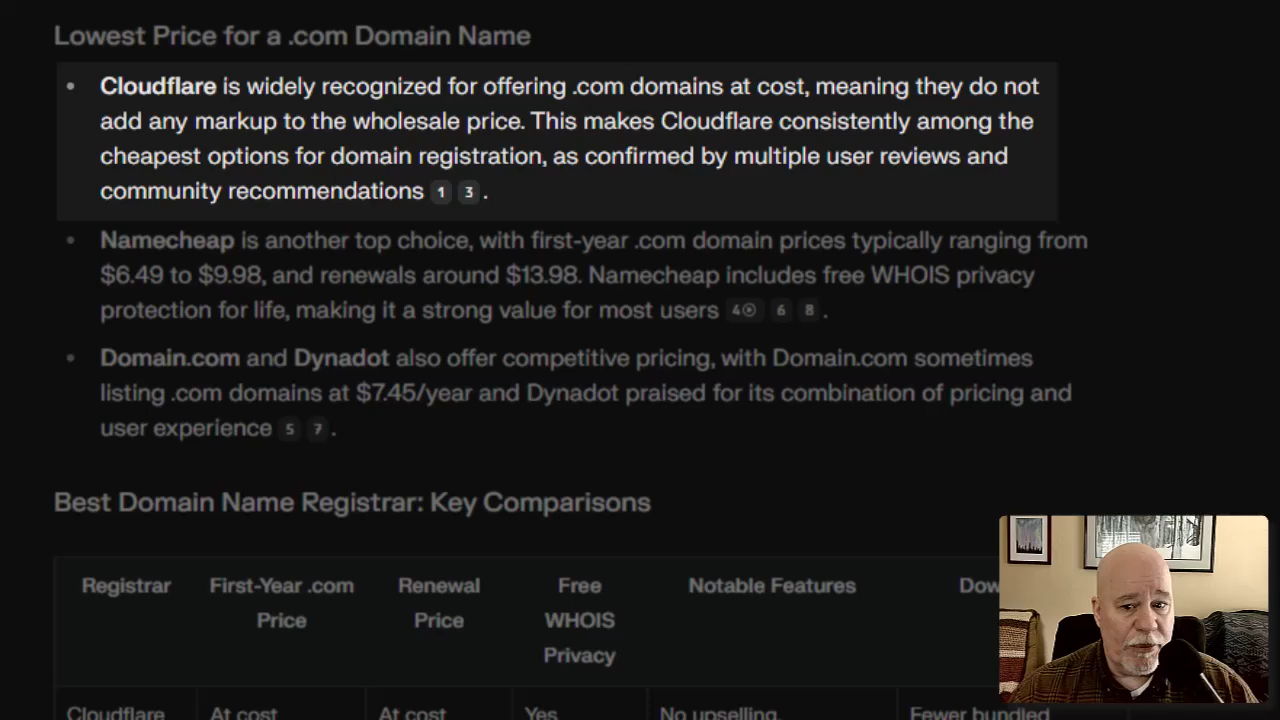 Lowest Price for a .com Domain Name
• Cloudflare is widely recognized for offering .com domains at cost, meaning they do not
add any markup to the wholesale price. This makes Cloudflare consistently among the
cheapest options for domain registration, as confirmed by multiple user reviews and
community recommendations 1 3 .
• Namecheap is another top choice, with first-year .com domain prices typically ranging from
$6.49 to $9.98, and renewals around $13.98. Namecheap includes free WHOIS privacy
protection for life, making it a strong value for most users 4 6 8 .
• Domain.com and Dynadot also offer competitive pricing, with Domain.com sometimes
listing .com domains at $7.45/year and Dynadot praised for its combination of pricing and
user experience 5 7 .
Best Domain Name Registrar: Key Comparisons
Registrar First-Year .com Renewal Free Notable Features Dow
Price Price WHOIS
Privacy
Cloudflare At cost At cost Yes No upselling, Fewer bundled